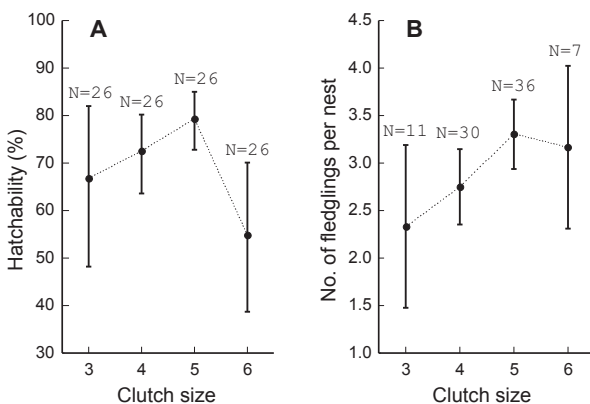 A
Hatchability (%)
100
90
80
70
60
50
40
30
N=26
N=26
N=26
N=26
3 4 5 6
Clutch size
B
No. of fledglings per nest
4.5
4.0
3.5
3.0
2.5
2.0
1.5
1.0
N=11
N=30
N=36
N=7
3 4 5 6
Clutch size